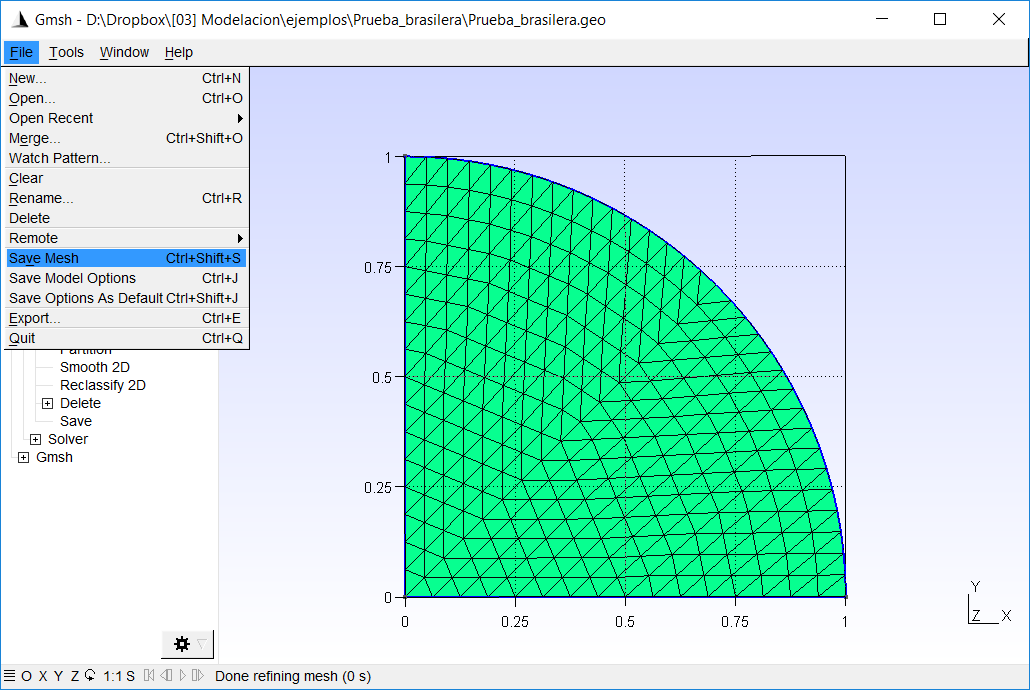 Gmsh - D:\Dropbox\[03] Modelacion\ejemplos\Prueba_brasilera\Prueba_brasilera.geo
File Tools Window Help
New... Ctrl+N
Open... Ctrl+O
Open Recent
Merge... Ctrl+Shift+O
Watch Pattern...
Clear
Rename... Ctrl+R
Delete
Remote
Save Mesh Ctrl+Shift+S
Save Model Options Ctrl+J
Save Options As Default Ctrl+Shift+J
Export... Ctrl+E
Quit Ctrl+Q
Partition
Smooth 2D
Reclassify 2D
Delete
Save
Solver
Gmsh
1
0.75
0.5
0.25
0
0 0.25 0.5 0.75 1
Y
Z X
O X Y Z 1:1 S Done refining mesh (0 s)